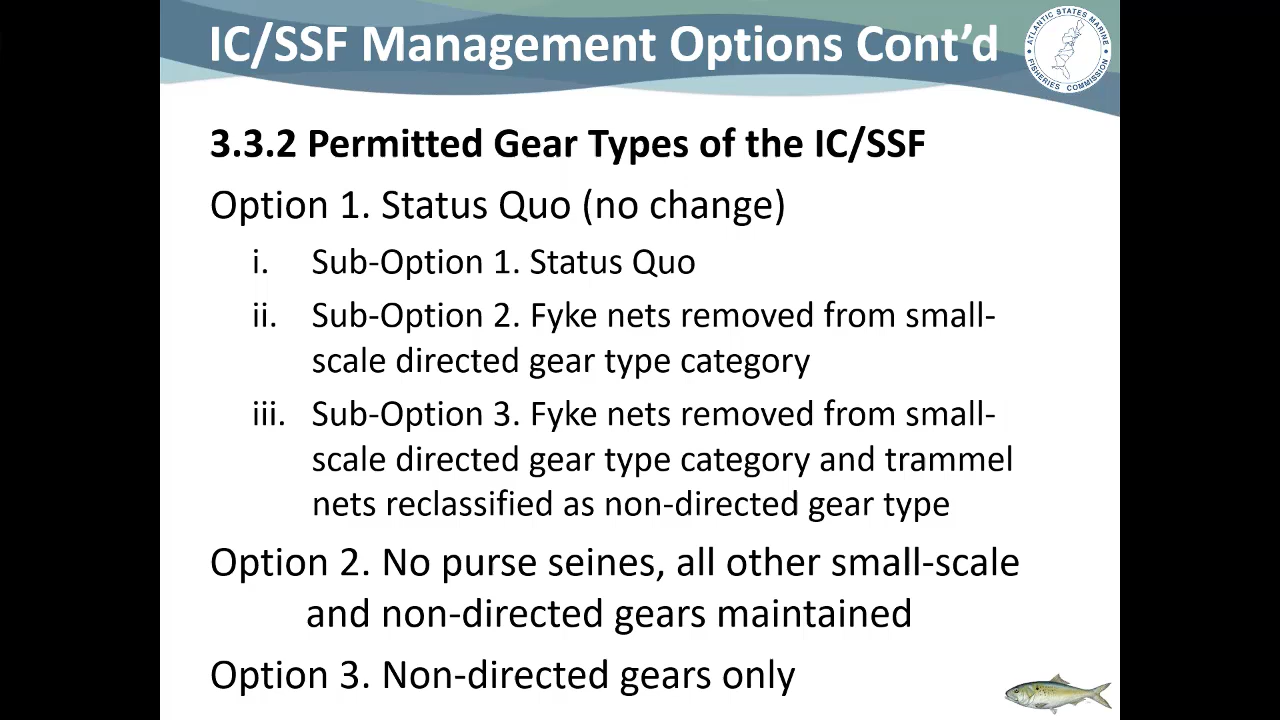 IC/SSF Management Options Cont’d
ATLANTIC STATES MARINE
FISHERIES COMMISSION
3.3.2 Permitted Gear Types of the IC/SSF
Option 1. Status Quo (no change)
i. Sub-Option 1. Status Quo
ii. Sub-Option 2. Fyke nets removed from small-
scale directed gear type category
iii. Sub-Option 3. Fyke nets removed from small-
scale directed gear type category and trammel
nets reclassified as non-directed gear type
Option 2. No purse seines, all other small-scale
and non-directed gears maintained
Option 3. Non-directed gears only